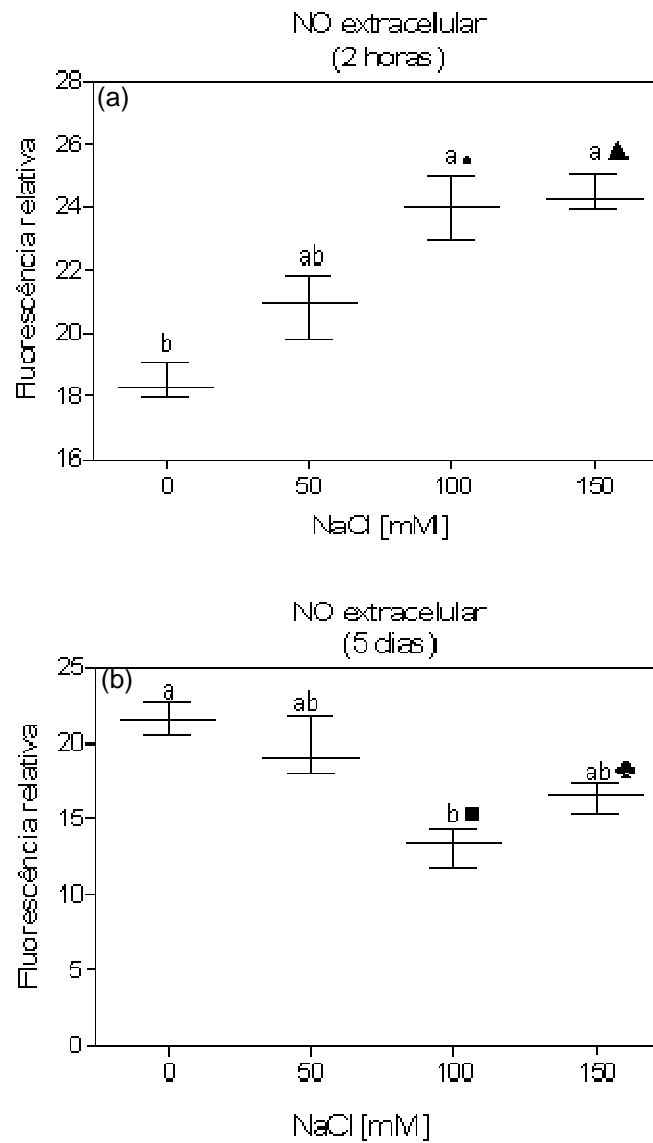 NO extracellular
(2 horas)
(a)
Fluorescência relativa
28
26
24
22
20
18
16
b
ab
a
a
0 50 100 150
NaCl [mM]
NO extracelular
(5 dias)
(b)
Fluorescência relativa
25
20
15
10
5
0
a
ab
b
ab
0 50 100 150
NaCl [mM]